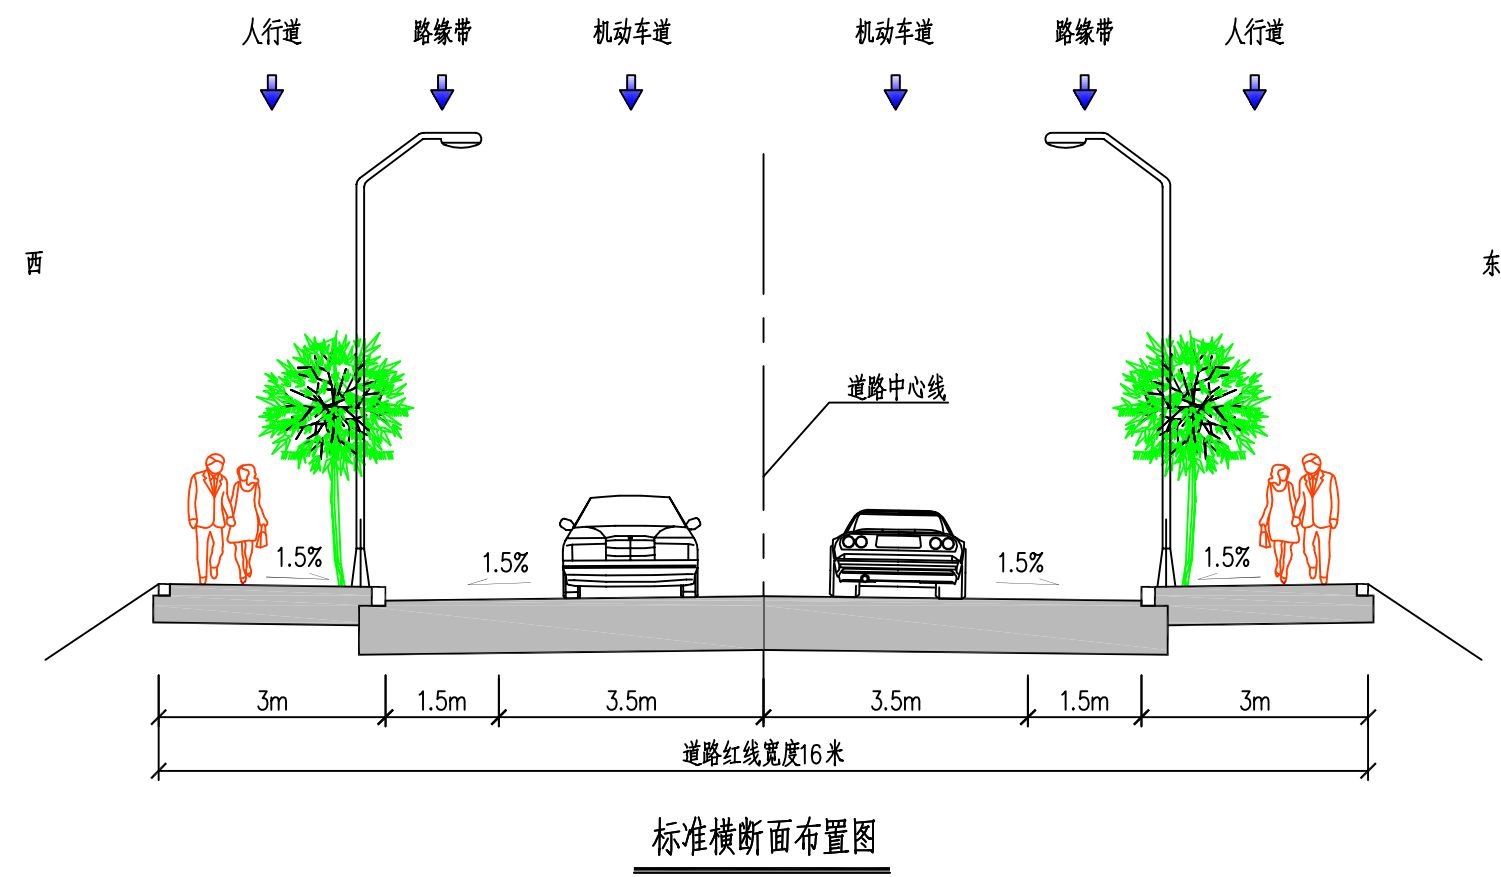 人行道 路缘带 机动车道 机动车道 路缘带 人行道
西 东
道路中心线
1.5% 1.5% 1.5% 1.5%
3m 1.5m 3.5m 3.5m 1.5m 3m
道路红线宽度16米
标准横断面布置图